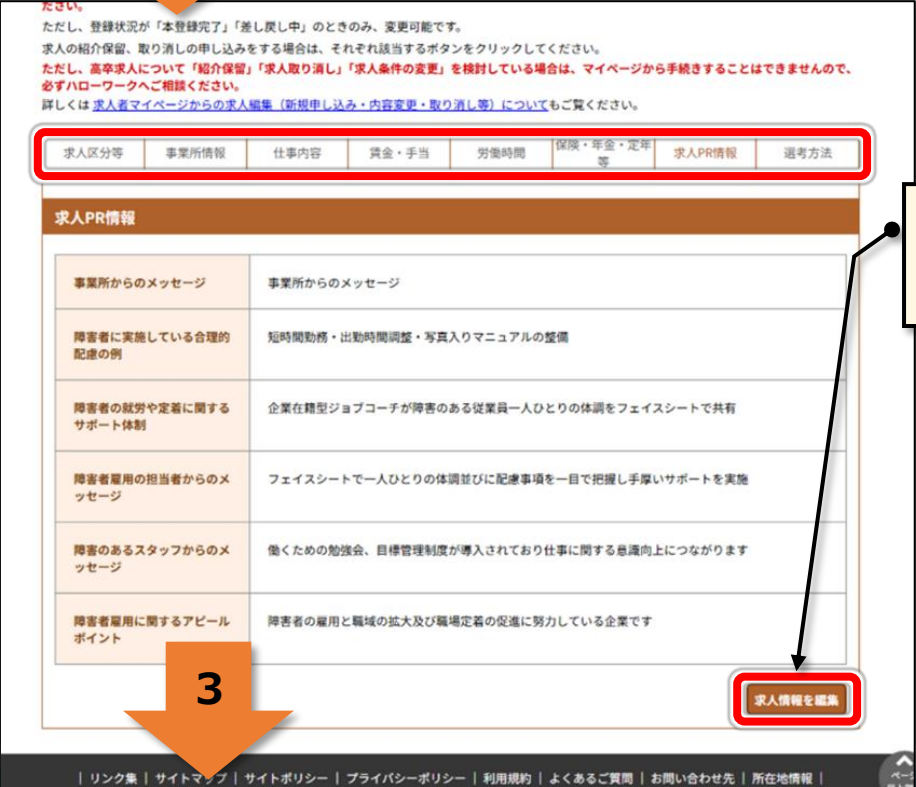 ださい。
ただし、登録状況が「本登録完了」「差し戻し中」のときのみ、変更可能です。
求人の紹介保留、取り消しの申し込みをする場合は、それぞれ該当するボタンをクリックしてください。
ただし、高卒求人について「紹介保留」「求人取り消し」「求人条件の変更」を検討している場合は、マイページから手続きすることはできませんので、
必ずハローワークへご相談ください。
詳しくは 求人者マイページからの求人編集（新規申し込み・内容変更・取り消し等）についてもご覧ください。
求人区分等 事業所情報 仕事内容 賃金・手当 労働時間 保険・年金・定年等 求人PR情報 選考方法
求人PR情報
事業所からのメッセージ 事業所からのメッセージ
障害者に実施している合理的 短時間勤務・出勤時間調整・写真入りマニュアルの整備
配慮の例
障害者の就労や定着に関する 企業在籍型ジョブコーチが障害のある従業員一人ひとりの体調をフェイスシートで共有
サポート体制
障害者雇用の担当者からのメ フェイスシートで一人ひとりの体調並びに配慮事項を一目で把握し手厚いサポートを実施
ッセージ
障害のあるスタッフからのメ 働くための勉強会、目標管理制度が導入されており仕事に関する意識向上につながります
ッセージ
障害者雇用に関するアピール 障害者の雇用と職域の拡大及び職場定着の促進に努力している企業です
ポイント
3
求人情報を編集
| リンク集 | サイトマップ | サイトポリシー | プライバシーポリシー | 利用規約 | よくあるご質問 | お問い合わせ先 | 所在地情報 |